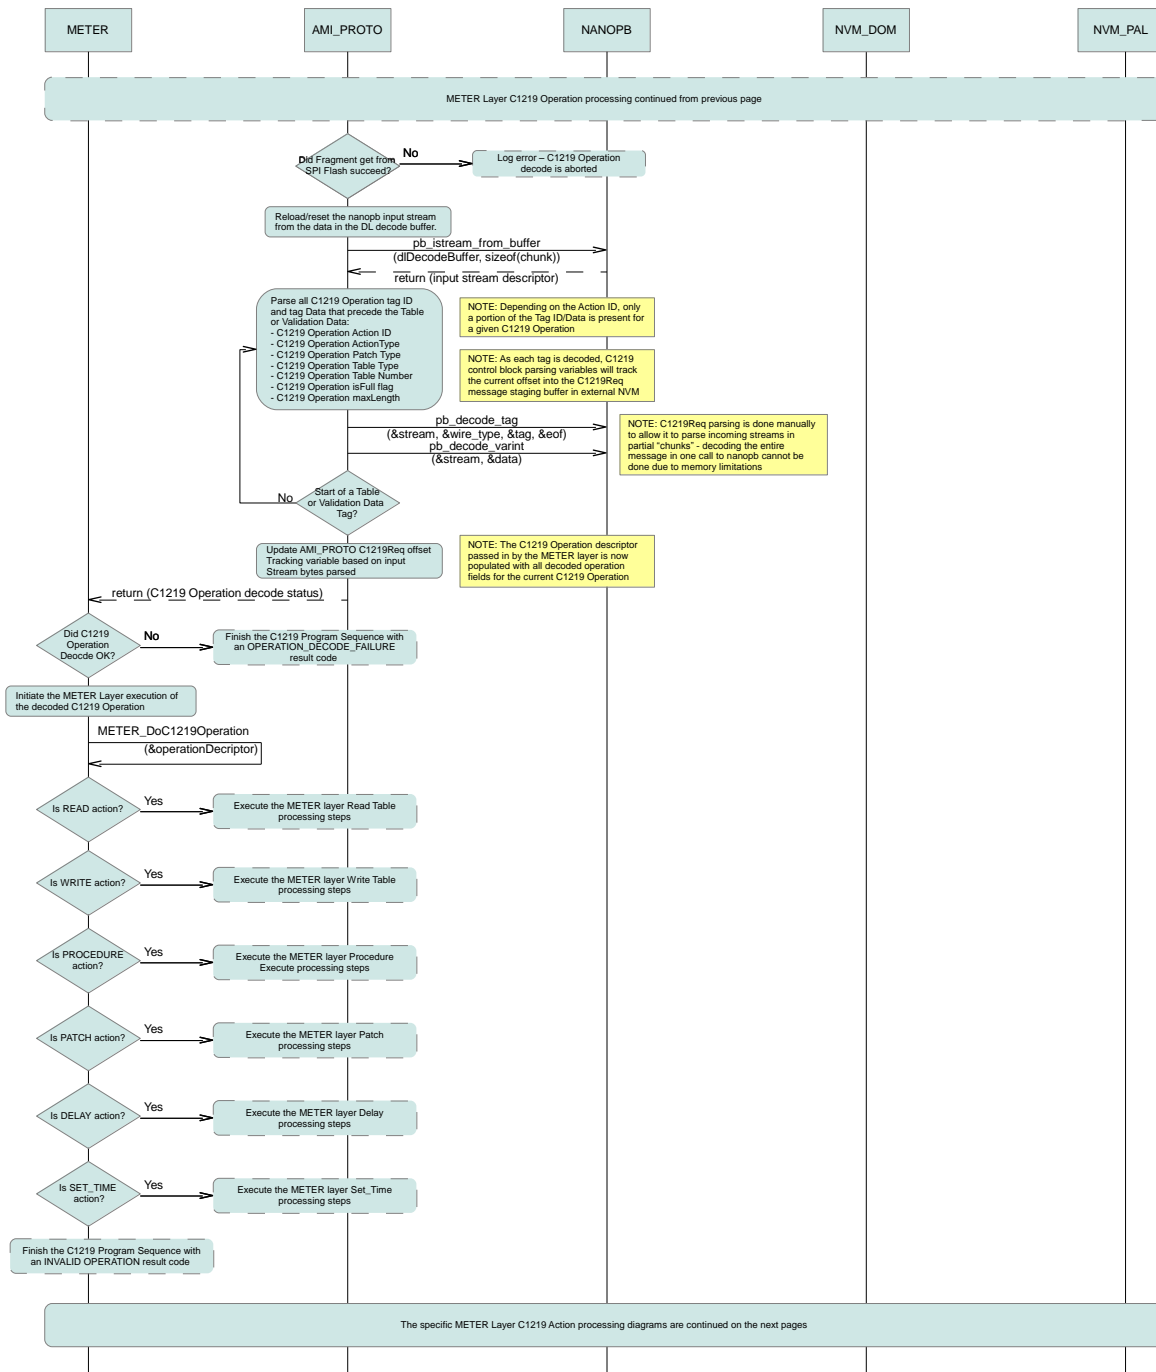 METER
AMI_PROTO
NANOPB
NVM_DOM
NVM_PAL
METER Layer C1219 Operation processing continued from previous page
Did Fragment get from
SPI Flash succeed?
No
Log error – C1219 Operation
decode is aborted
Reload/reset the nanopb input stream
from the data in the DL decode buffer.
pb_istream_from_buffer
(dlDecodeBuffer, sizeof(chunk))
return (input stream descriptor)
Parse all C1219 Operation tag ID
and tag Data that precede the Table
or Validation Data:
- C1219 Operation Action ID
- C1219 Operation ActionType
- C1219 Operation Patch Type
- C1219 Operation Table Type
- C1219 Operation Table Number
- C1219 Operation isFull flag
- C1219 Operation maxLength
NOTE: Depending on the Action ID, only
a portion of the Tag ID/Data is present for
a given C1219 Operation
NOTE: As each tag is decoded, C1219
control block parsing variables will track
the current offset into the C1219Req
message staging buffer in external NVM
pb_decode_tag
(&stream, &wire_type, &tag, &eof)
pb_decode_varint
(&stream, &data)
NOTE: C1219Req parsing is done manually
to allow it to parse incoming streams in
partial “chunks” - decoding the entire
message in one call to nanopb cannot be
done due to memory limitations
Start of a Table
or Validation Data
Tag?
No
Update AMI_PROTO C1219Req offset
Tracking variable based on input
Stream bytes parsed
NOTE: The C1219 Operation descriptor
passed in by the METER layer is now
populated with all decoded operation
fields for the current C1219 Operation
return (C1219 Operation decode status)
Did C1219
Operation
Deocde OK?
No
Finish the C1219 Program Sequence with
an OPERATION_DECODE_FAILURE
result code
Initiate the METER Layer execution of
the decoded C1219 Operation
METER_DoC1219Operation
(&operationDecriptor)
Is READ action?
Yes
Execute the METER layer Read Table
processing steps
Is WRITE action?
Yes
Execute the METER layer Write Table
processing steps
Is PROCEDURE
action?
Yes
Execute the METER layer Procedure
Execute processing steps
Is PATCH action?
Yes
Execute the METER layer Patch
processing steps
Is DELAY action?
Yes
Execute the METER layer Delay
processing steps
Is SET_TIME
action?
Yes
Execute the METER layer Set_Time
processing steps
Finish the C1219 Program Sequence with
an INVALID OPERATION result code
The specific METER Layer C1219 Action processing diagrams are continued on the next pages